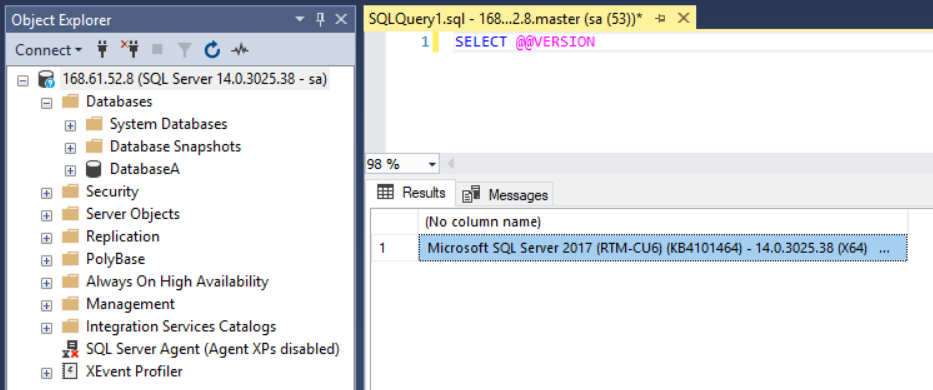 Object Explorer
Connect
168.61.52.8 (SQL Server 14.0.3025.38 - sa)
Databases
System Databases
Database Snapshots
DatabaseA
Security
Server Objects
Replication
PolyBase
Always On High Availability
Management
Integration Services Catalogs
SQL Server Agent (Agent XPs disabled)
XEvent Profiler
SQLQuery1.sql - 168...2.8.master (sa (53))*
1 SELECT @@VERSION
98 %
Results Messages
(No column name)
1 Microsoft SQL Server 2017 (RTM-CU6) (KB4101464) - 14.0.3025.38 (X64) ...